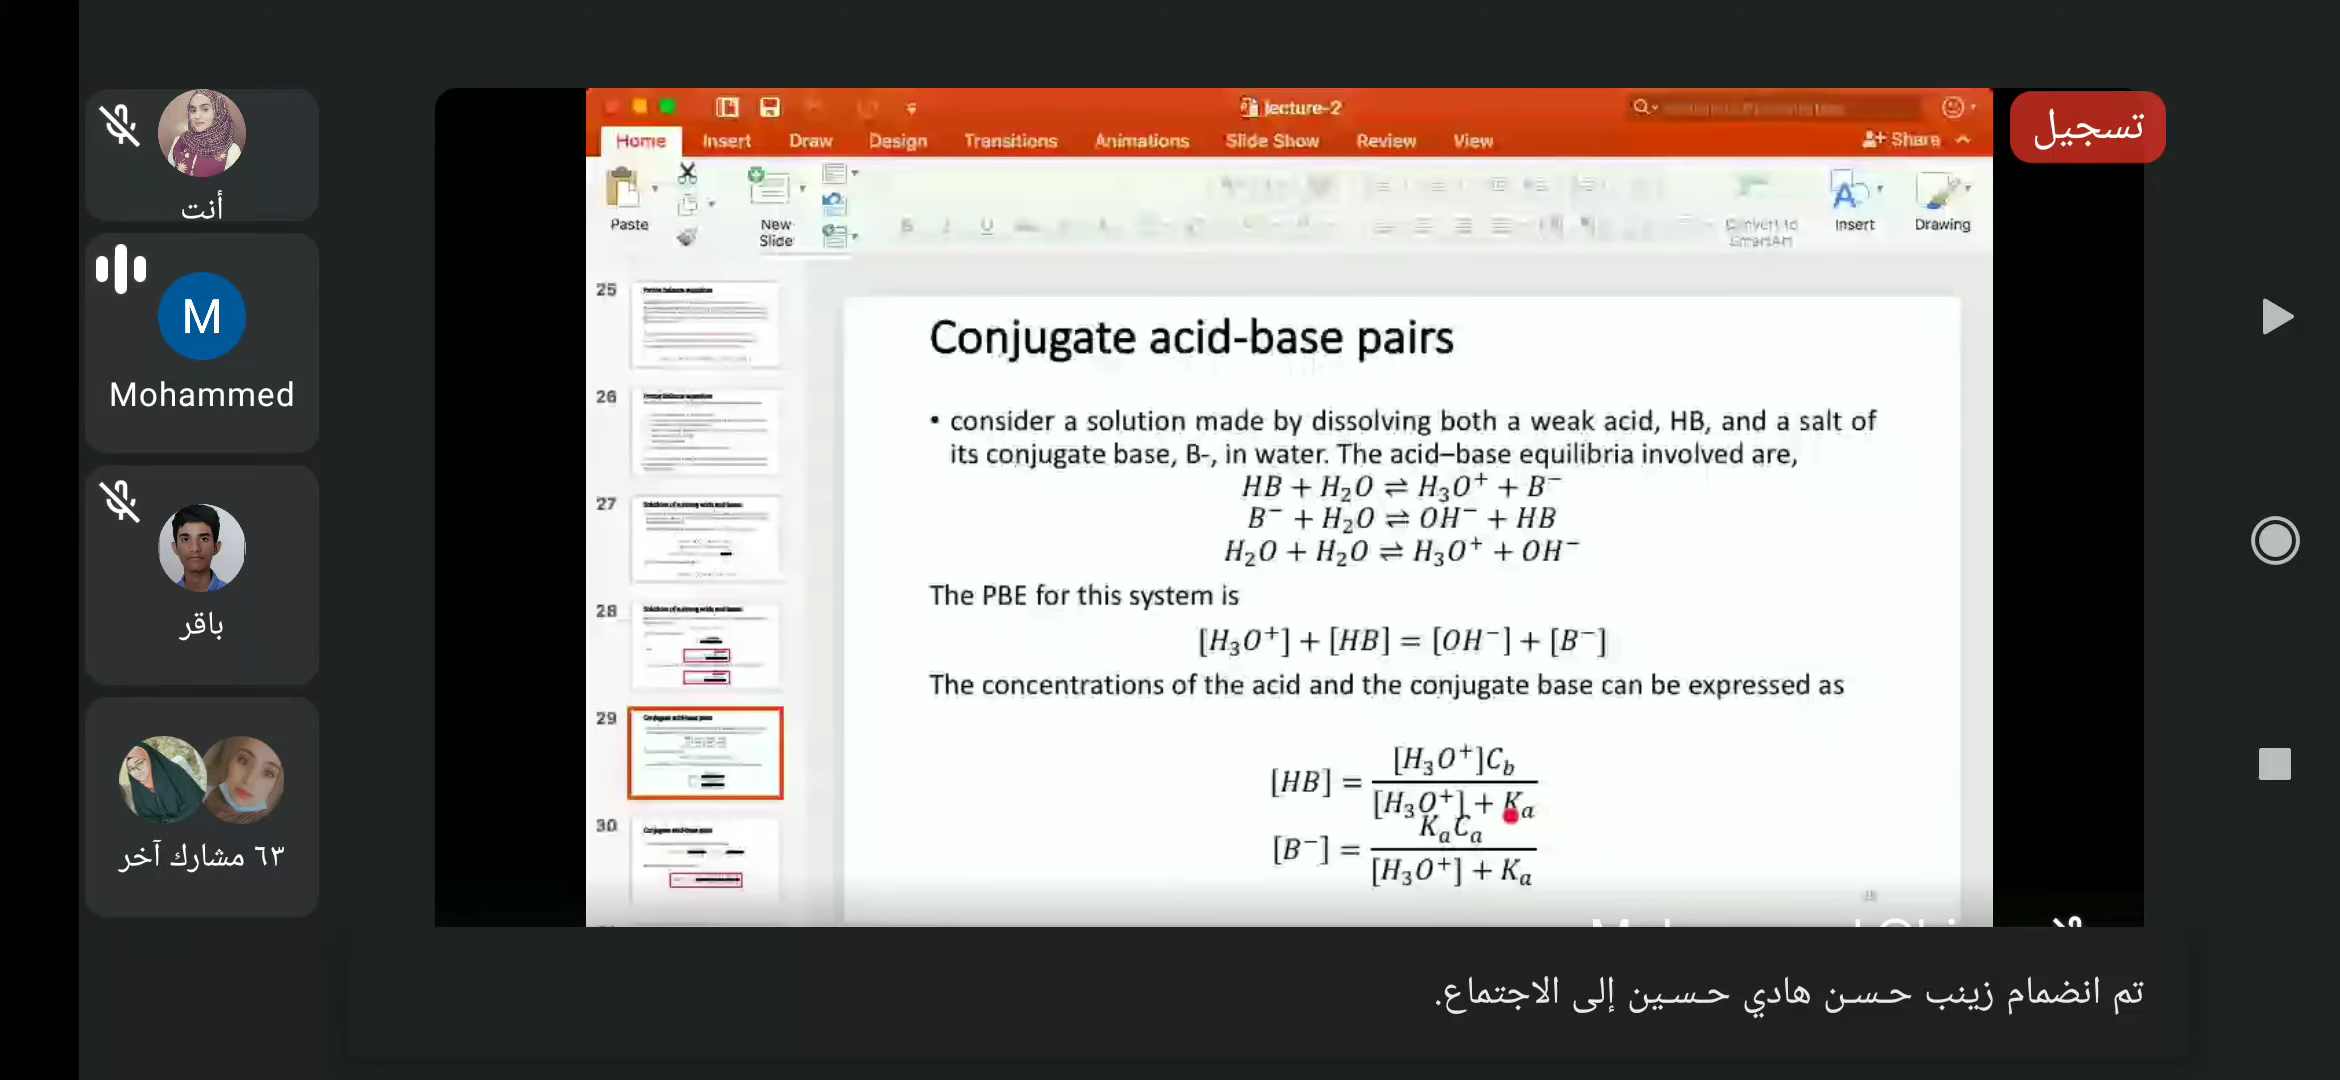 أنت
Mohammed
باقر
٦٣ مشارك آخر
lecture-2
Home Insert Draw Design Transitions Animations Slide Show Review View
Share
Paste
New
Slide
Convert to
SmartArt
Insert
Drawing
تسجيل
25
26
27
28
29
30
Conjugate acid-base pairs
• consider a solution made by dissolving both a weak acid, HB, and a salt of
its conjugate base, B-, in water. The acid–base equilibria involved are,
HB + H₂O ⇌ H₃O⁺ + B⁻
B⁻ + H₂O ⇌ OH⁻ + HB
H₂O + H₂O ⇌ H₃O⁺ + OH⁻
The PBE for this system is
[H₃O⁺] + [HB] = [OH⁻] + [B⁻]
The concentrations of the acid and the conjugate base can be expressed as
[HB] = [H₃O⁺]C_b / [H₃O⁺] + K_a
[B⁻] = K_aC_a / [H₃O⁺] + K_a
تم انضمام زينب حسن هادي حسين إلى الاجتماع.